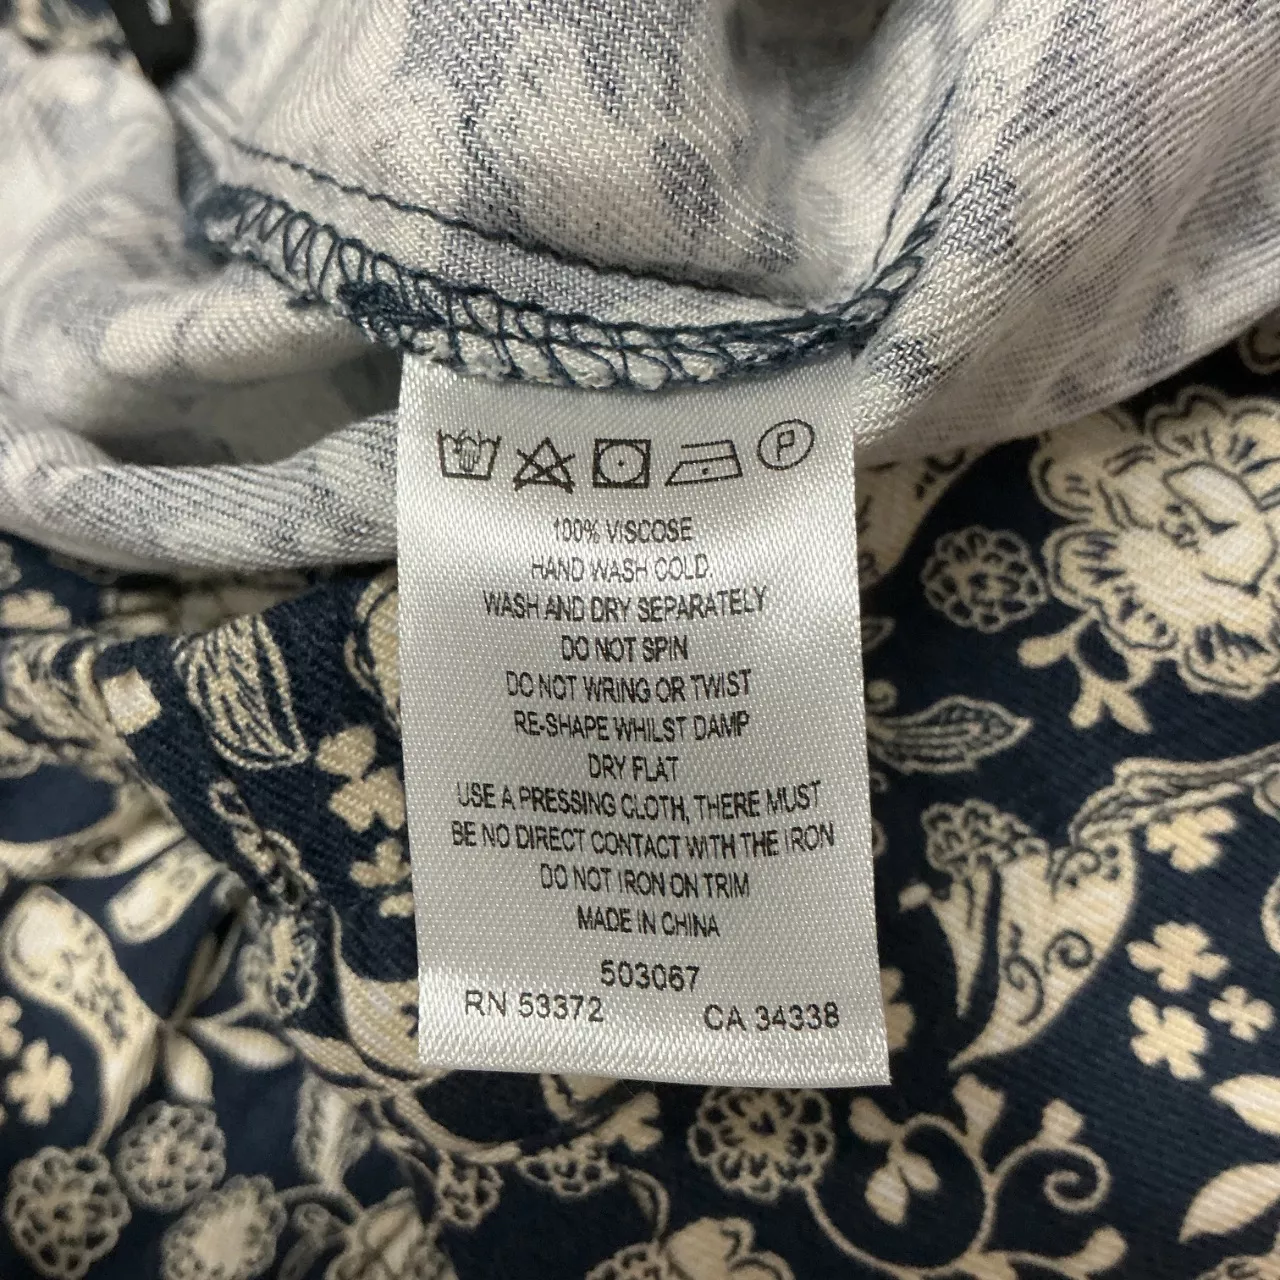 P
100% VISCOSE
HAND WASH COLD
WASH AND DRY SEPARATELY
DO NOT SPIN
DO NOT WRING OR TWIST
RE-SHAPE WHILST DAMP
DRY FLAT
USE A PRESSING CLOTH, THERE MUST
BE NO DIRECT CONTACT WITH THE IRON
DO NOT IRON ON TRIM
MADE IN CHINA
503067
RN 53372 CA 34338